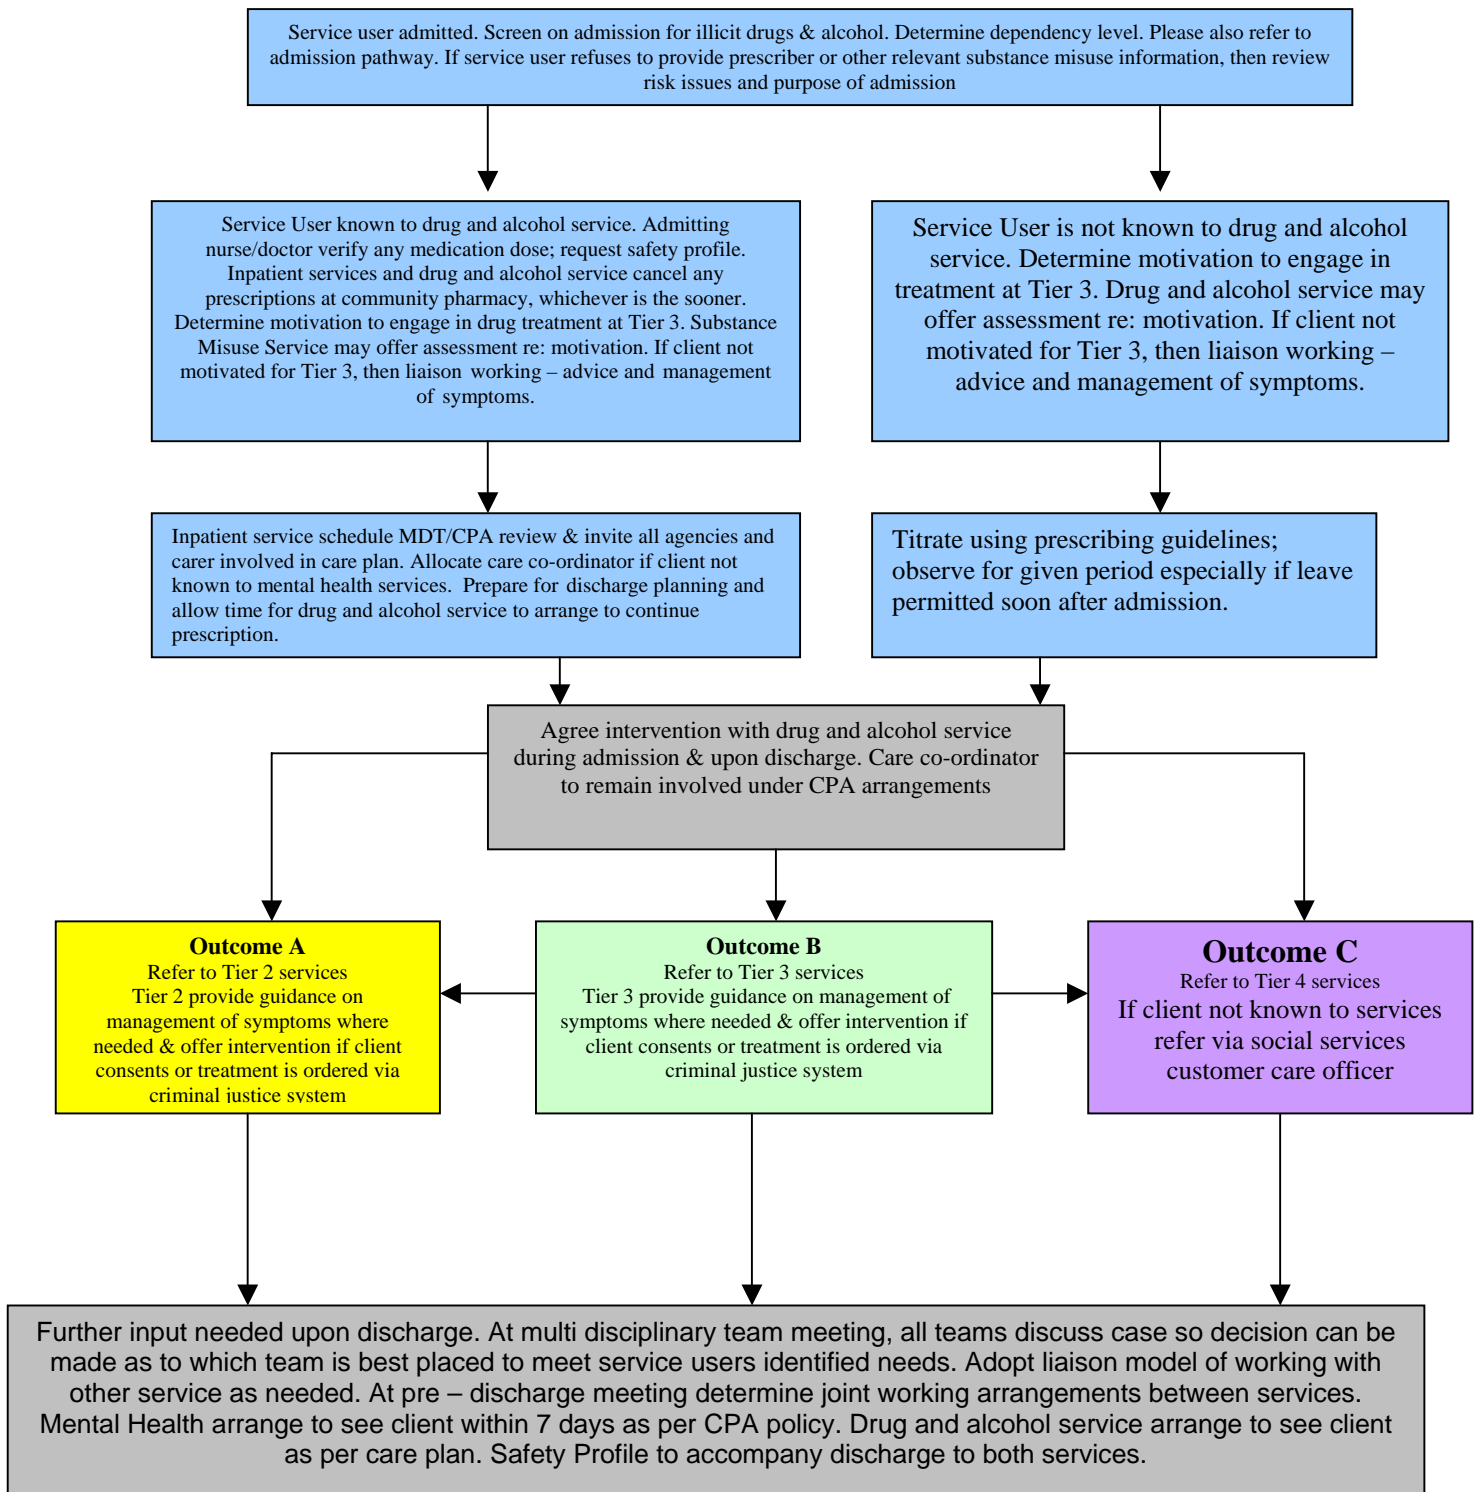 Service user admitted. Screen on admission for illicit drugs & alcohol. Determine dependency level. Please also refer to
admission pathway. If service user refuses to provide prescriber or other relevant substance misuse information, then review
risk issues and purpose of admission
Service User known to drug and alcohol service. Admitting
nurse/doctor verify any medication dose; request safety profile.
Inpatient services and drug and alcohol service cancel any
prescriptions at community pharmacy, whichever is the sooner.
Determine motivation to engage in drug treatment at Tier 3. Substance
Misuse Service may offer assessment re: motivation. If client not
motivated for Tier 3, then liaison working – advice and management
of symptoms.
Service User is not known to drug and alcohol
service. Determine motivation to engage in
treatment at Tier 3. Drug and alcohol service may
offer assessment re: motivation. If client not
motivated for Tier 3, then liaison working –
advice and management of symptoms.
Inpatient service schedule MDT/CPA review & invite all agencies and
carer involved in care plan. Allocate care co-ordinator if client not
known to mental health services. Prepare for discharge planning and
allow time for drug and alcohol service to arrange to continue
prescription.
Titrate using prescribing guidelines;
observe for given period especially if leave
permitted soon after admission.
Agree intervention with drug and alcohol service
during admission & upon discharge. Care co-ordinator
to remain involved under CPA arrangements
Outcome A
Refer to Tier 2 services
Tier 2 provide guidance on
management of symptoms where
needed & offer intervention if client
consents or treatment is ordered via
criminal justice system
Outcome B
Refer to Tier 3 services
Tier 3 provide guidance on management of
symptoms where needed & offer intervention if
client consents or treatment is ordered via
criminal justice system
Outcome C
Refer to Tier 4 services
If client not known to services
refer via social services
customer care officer
Further input needed upon discharge. At multi disciplinary team meeting, all teams discuss case so decision can be
made as to which team is best placed to meet service users identified needs. Adopt liaison model of working with
other service as needed. At pre – discharge meeting determine joint working arrangements between services.
Mental Health arrange to see client within 7 days as per CPA policy. Drug and alcohol service arrange to see client
as per care plan. Safety Profile to accompany discharge to both services.